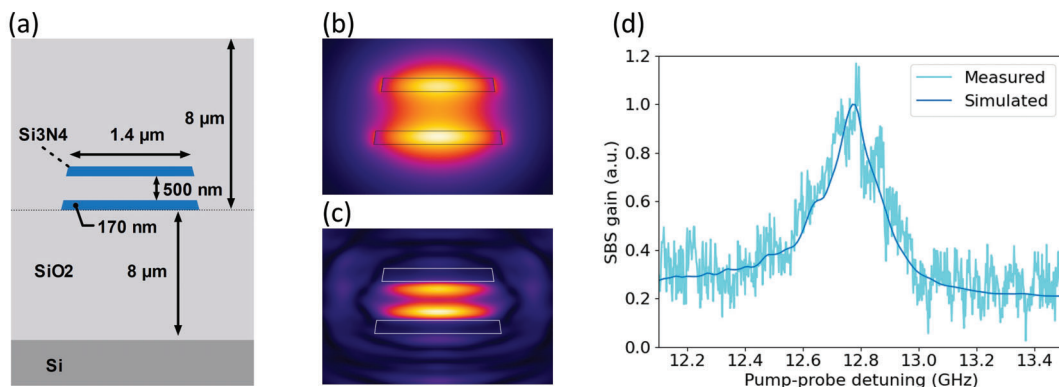 (a)
8 μm
Si3N4
1.4 μm
500 nm
170 nm
SiO2
8 μm
Si
(b)
(c)
(d)
SBS gain (a.u.)
1.2
1.0
0.8
0.6
0.4
0.2
0.0
Measured
Simulated
12.2 12.4 12.6 12.8 13.0 13.2 13.4
Pump-probe detuning (GHz)